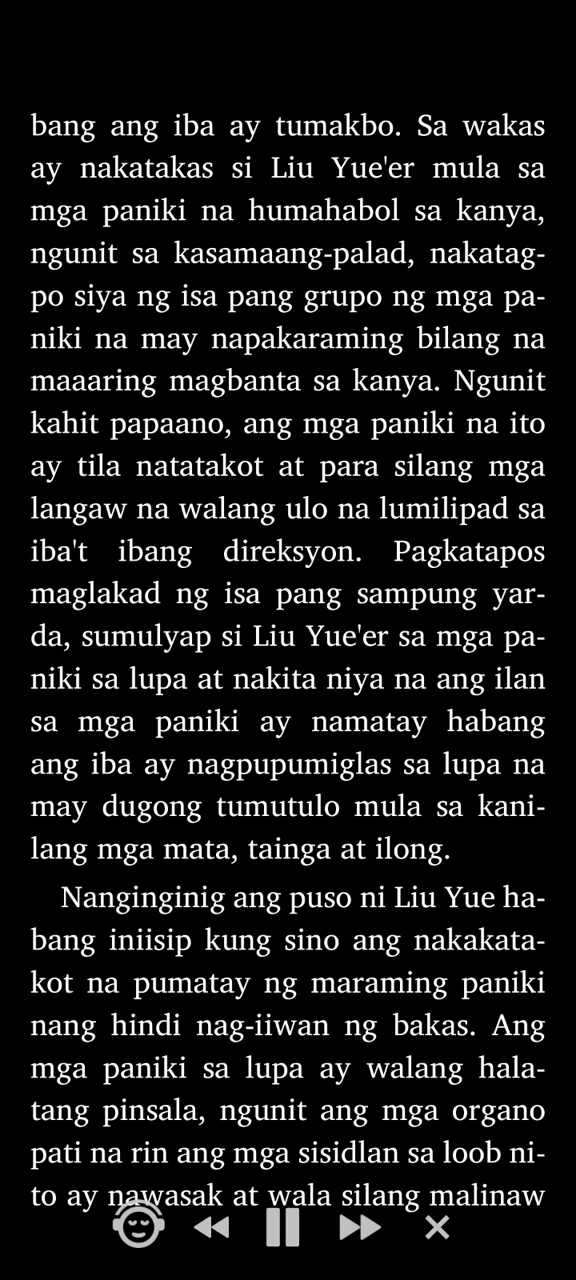 bang ang iba ay tumakbo. Sa wakas
ay nakatakas si Liu Yue'er mula sa
mga paniki na humahabol sa kanya,
ngunit sa kasamaang-palad, nakatag-
po siya ng isa pang grupo ng mga pa-
niki na may napakaraming bilang na
maaaring magbanta sa kanya. Ngunit
kahit papaano, ang mga paniki na ito
ay tila natatakot at para silang mga
langaw na walang ulo na lumilipad sa
iba't ibang direksyon. Pagkatapos
maglakad ng isa pang sampung yar-
da, sumulyap si Liu Yue'er sa mga pa-
niki sa lupa at nakita niya na ang ilan
sa mga paniki ay namatay habang
ang iba ay nagpupumiglas sa lupa na
may dugong tumutulo mula sa kani-
lang mga mata, tainga at ilong.
Nanginginig ang puso ni Liu Yue ha-
bang iniisip kung sino ang nakakata-
kot na pumatay ng maraming paniki
nang hindi nag-iiwan ng bakas. Ang
mga paniki sa lupa ay walang hala-
tang pinsala, ngunit ang mga organo
pati na rin ang mga sisidlan sa loob ni-
to ay nawasak at wala silang malinaw